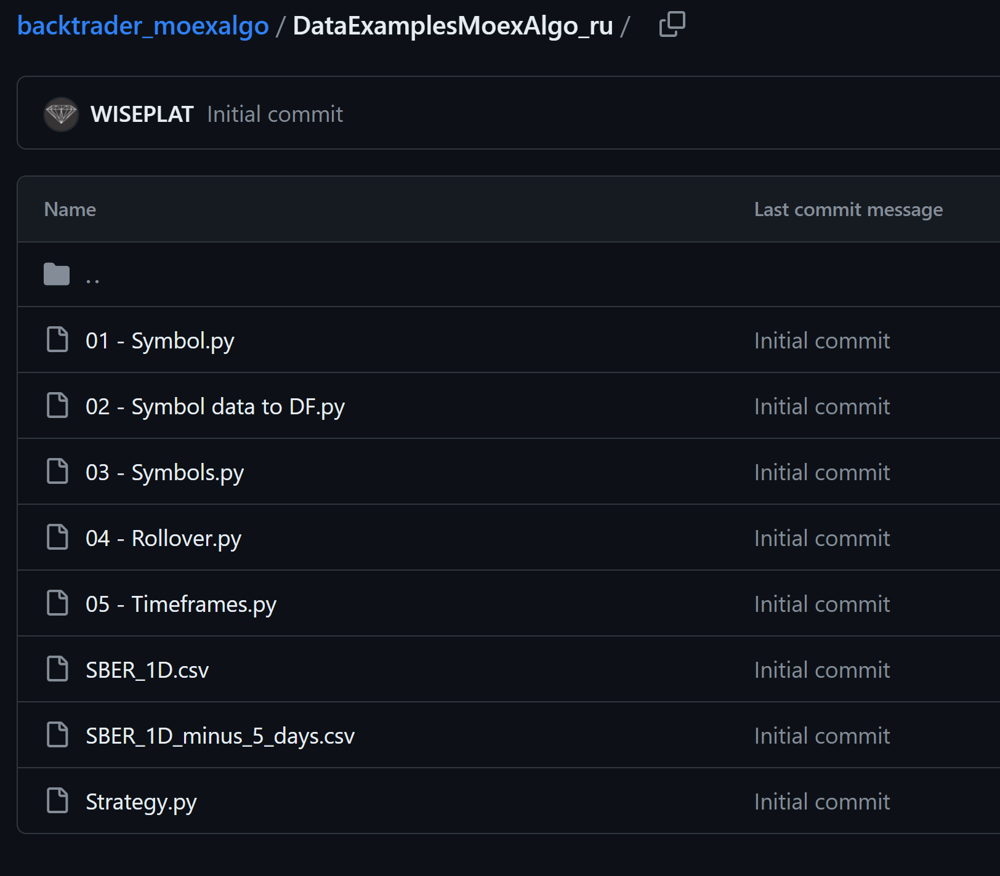 backtrader_moexalgo / DataExamplesMoexAlgo_ru /
WISEPLAT Initial commit
Name Last commit message
..
01 - Symbol.py Initial commit
02 - Symbol data to DF.py Initial commit
03 - Symbols.py Initial commit
04 - Rollover.py Initial commit
05 - Timeframes.py Initial commit
SBER_1D.csv Initial commit
SBER_1D_minus_5_days.csv Initial commit
Strategy.py Initial commit